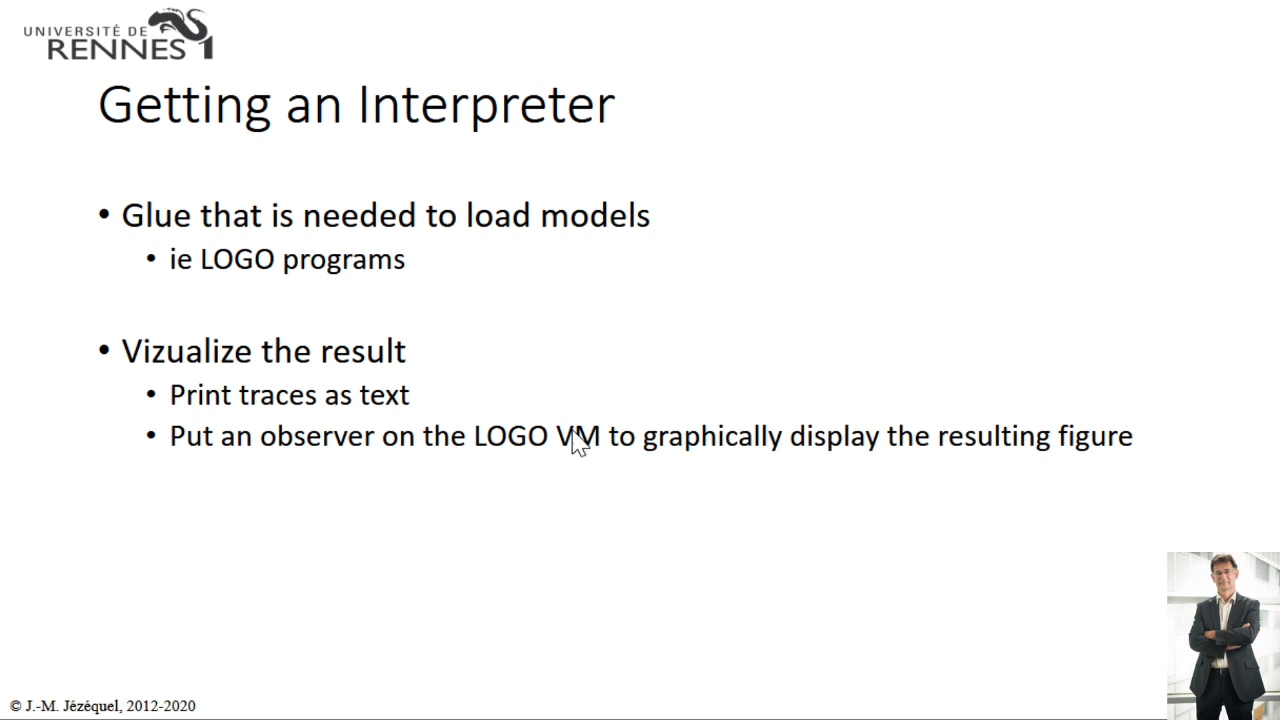 UNIVERSITÉ DE
RENNES 1
Getting an Interpreter
• Glue that is needed to load models
• ie LOGO programs
• Vizualize the result
• Print traces as text
• Put an observer on the LOGO VM to graphically display the resulting figure
© J.-M. Jézéquel, 2012-2020